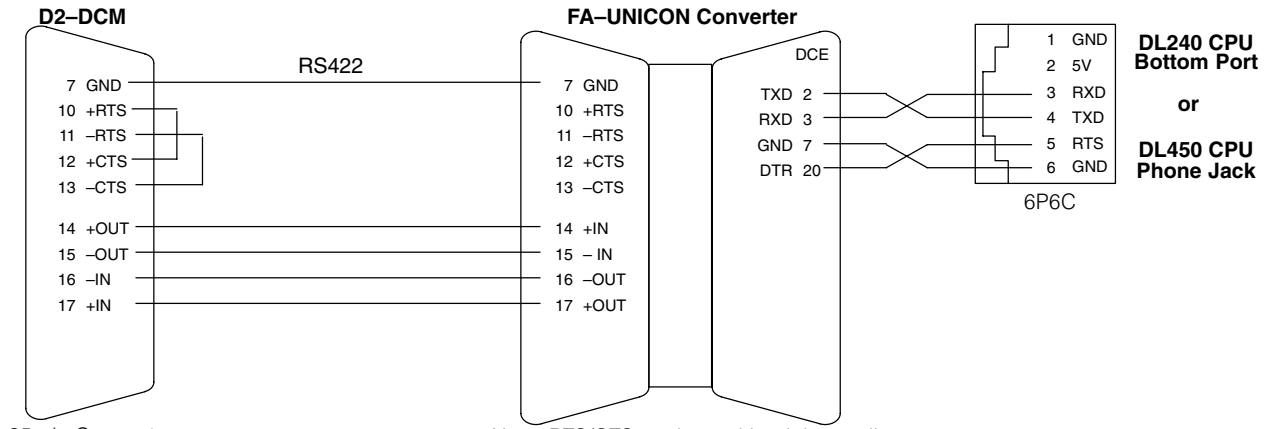 D2–DCM
FA–UNICON Converter
DCE
RS422
7 GND
10 +RTS
11 –RTS
12 +CTS
13 –CTS
14 +OUT
15 –OUT
16 –IN
17 +IN
7 GND
10 +RTS
11 –RTS
12 +CTS
13 –CTS
14 +IN
15 – IN
16 –OUT
17 +OUT
TXD 2
RXD 3
GND 7
DTR 20
1 GND
2 5V
3 RXD
4 TXD
5 RTS
6 GND
6P6C
DL240 CPU
Bottom Port
or
DL450 CPU
Phone Jack